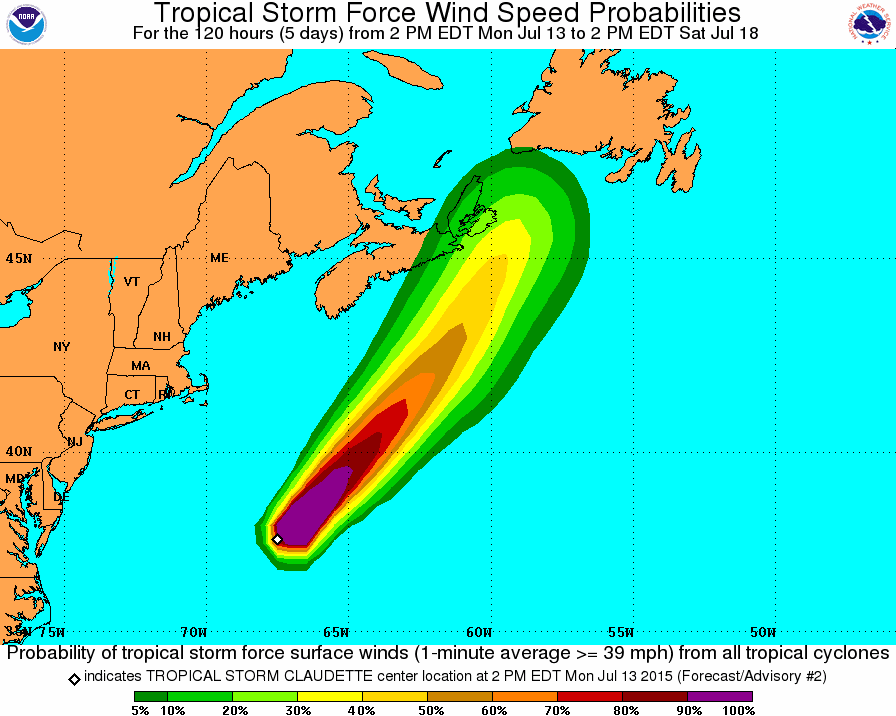 Tropical Storm Force Wind Speed Probabilities
For the 120 hours (5 days) from 2 PM EDT Mon Jul 13 to 2 PM EDT Sat Jul 18
NOAA
NATIONAL WEATHER SERVICE
45N
ME
VT
NH
NY
MA
CT RI
NJ
40N
MD
DE
35N 75W 70W 65W 60W 55W 50W
Probability of tropical storm force surface winds (1-minute average >= 39 mph) from all tropical cyclones
indicates TROPICAL STORM CLAUDETTE center location at 2 PM EDT Mon Jul 13 2015 (Forecast/Advisory #2)
5% 10% 20% 30% 40% 50% 60% 70% 80% 90% 100%